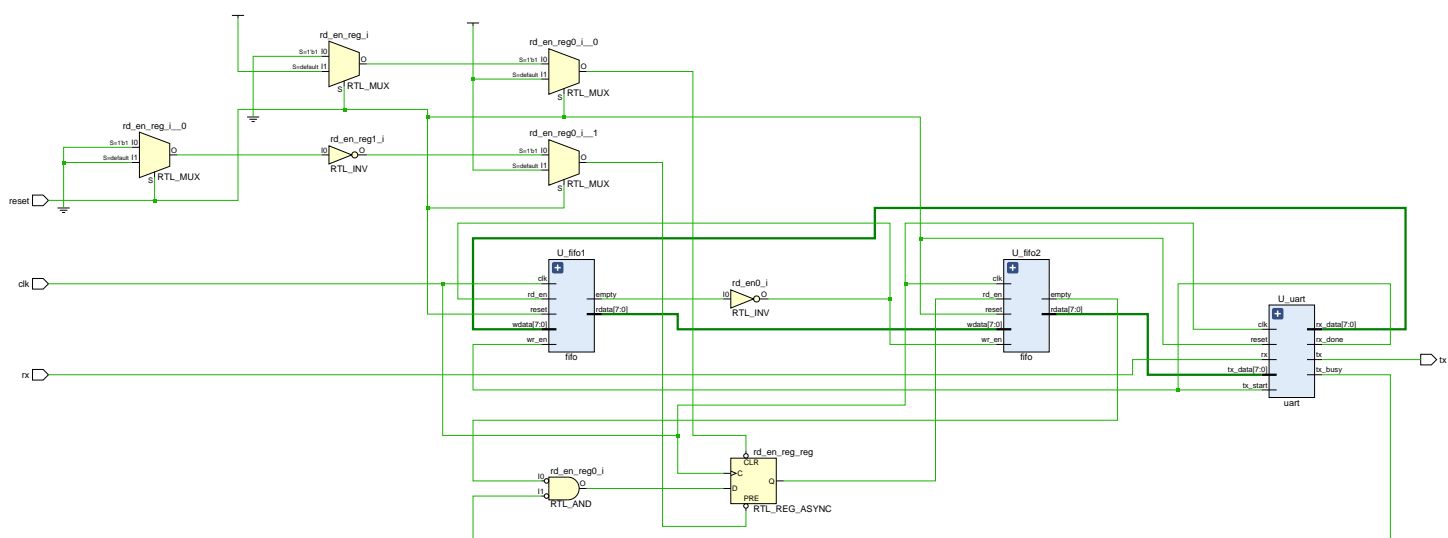 rd_en_reg_i
S=1'b1 I0
S=default I1
O
S
RTL_MUX
rd_en_reg0_i__0
S=1'b1 I0
S=default I1
O
S
RTL_MUX
rd_en_reg_i__0
S=1'b1 I0
S=default I1
O
S
RTL_MUX
rd_en_reg1_i
I0
O
RTL_INV
rd_en_reg0_i__1
S=1'b1 I0
S=default I1
O
S
RTL_MUX
reset
clk
rx
U_fifo1
clk
rd_en
reset
wdata[7:0]
wr_en
empty
rdata[7:0]
fifo
rd_en0_i
I0
O
RTL_INV
U_fifo2
clk
rd_en
reset
wdata[7:0]
wr_en
empty
rdata[7:0]
fifo
U_uart
clk
reset
rx
tx_data[7:0]
tx_start
rx_data[7:0]
rx_done
tx
tx_busy
uart
tx
rd_en_reg0_i
I0
I1
O
RTL_AND
rd_en_reg_reg
CLR
C
D
Q
PRE
RTL_REG_ASYNC